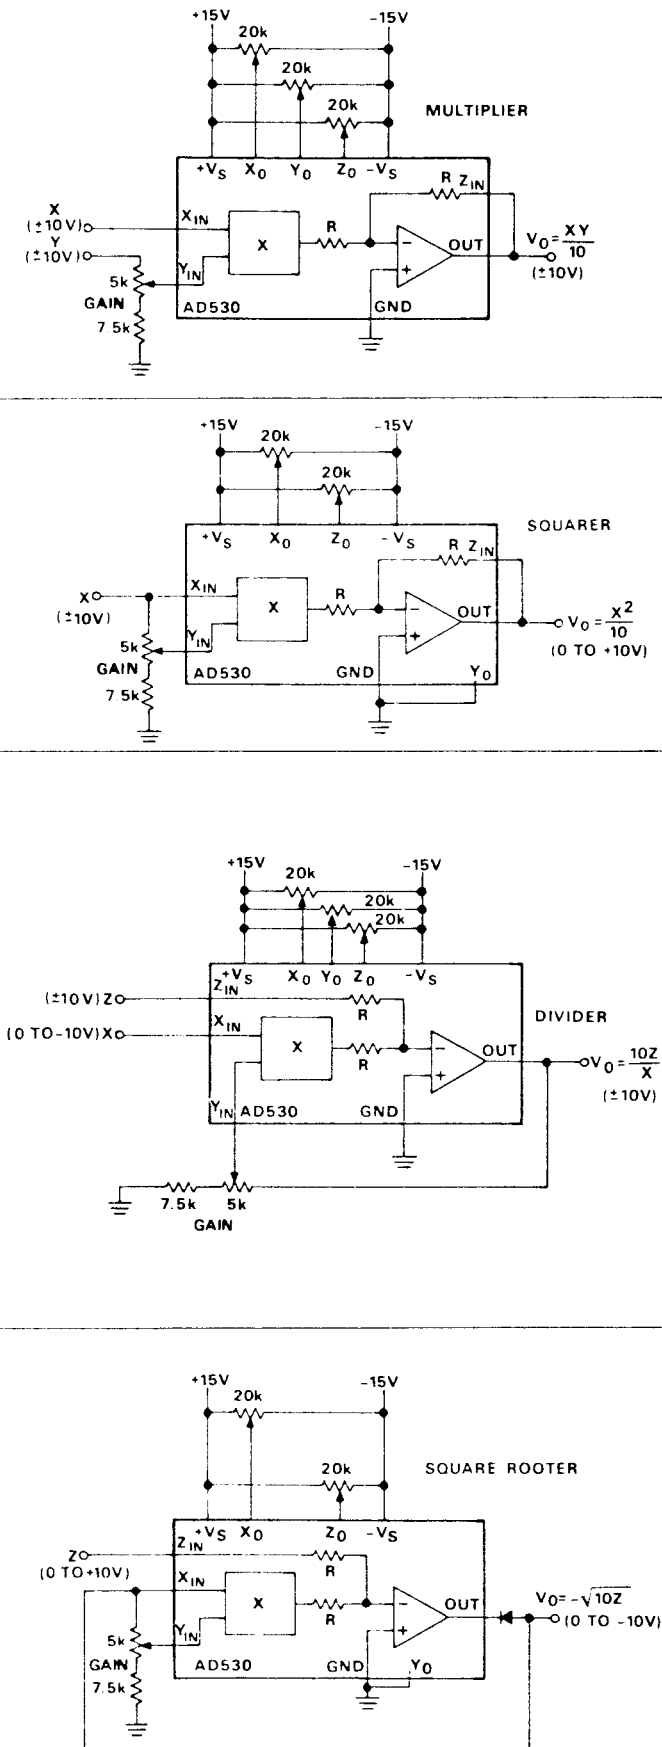 +15V -15V
20k
20k
20k
MULTIPLIER
+VS X0 Y0 Z0 -VS
R ZIN
X
(±10V)
XIN
Y
(±10V)
X
R
-
+
OUT
V0 = XY/10
(±10V)
YIN
5k
GAIN
7.5k
AD530
GND
+15V -15V
20k
20k
SQUARER
+VS X0 Z0 -VS
R ZIN
X
(±10V)
XIN
X
R
-
+
OUT
V0 = X2/10
(0 TO +10V)
YIN
5k
GAIN
7.5k
AD530
GND
Y0
+15V -15V
20k
20k
20k
+VS X0 Y0 Z0 -VS
ZIN
(±10V) Z
R
DIVIDER
(0 TO -10V) X
XIN
X
R
-
+
OUT
V0 = 10Z/X
(±10V)
YIN
AD530
GND
7.5k 5k
GAIN
+15V -15V
20k
20k
SQUARE ROOTER
+VS X0 Z0 -VS
Z
(0 TO +10V)
ZIN
R
XIN
X
R
-
+
OUT
V0 = -√10Z
(0 TO -10V)
YIN
5k
GAIN
7.5k
AD530
GND
Y0